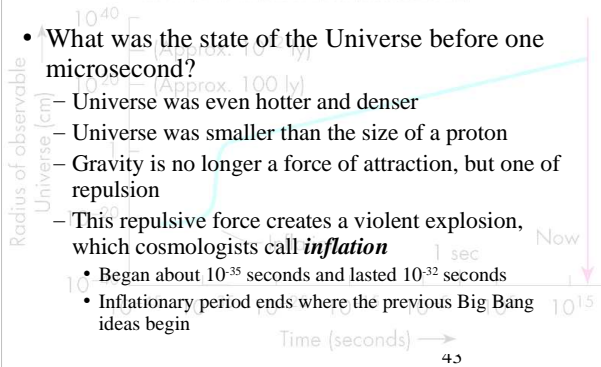 10⁴⁰
• What was the state of the Universe before one
microsecond?
(Approx. 10 ly)
10²⁰ (Approx. 100 ly)
– Universe was even hotter and denser
– Universe was smaller than the size of a proton
– Gravity is no longer a force of attraction, but one of
repulsion
– This repulsive force creates a violent explosion,
which cosmologists call inflation
Radius of observable
Universe (cm)
1 sec
Now
• Began about 10⁻³⁵ seconds and lasted 10⁻³² seconds
• Inflationary period ends where the previous Big Bang
ideas begin
10¹⁵
Time (seconds)
43